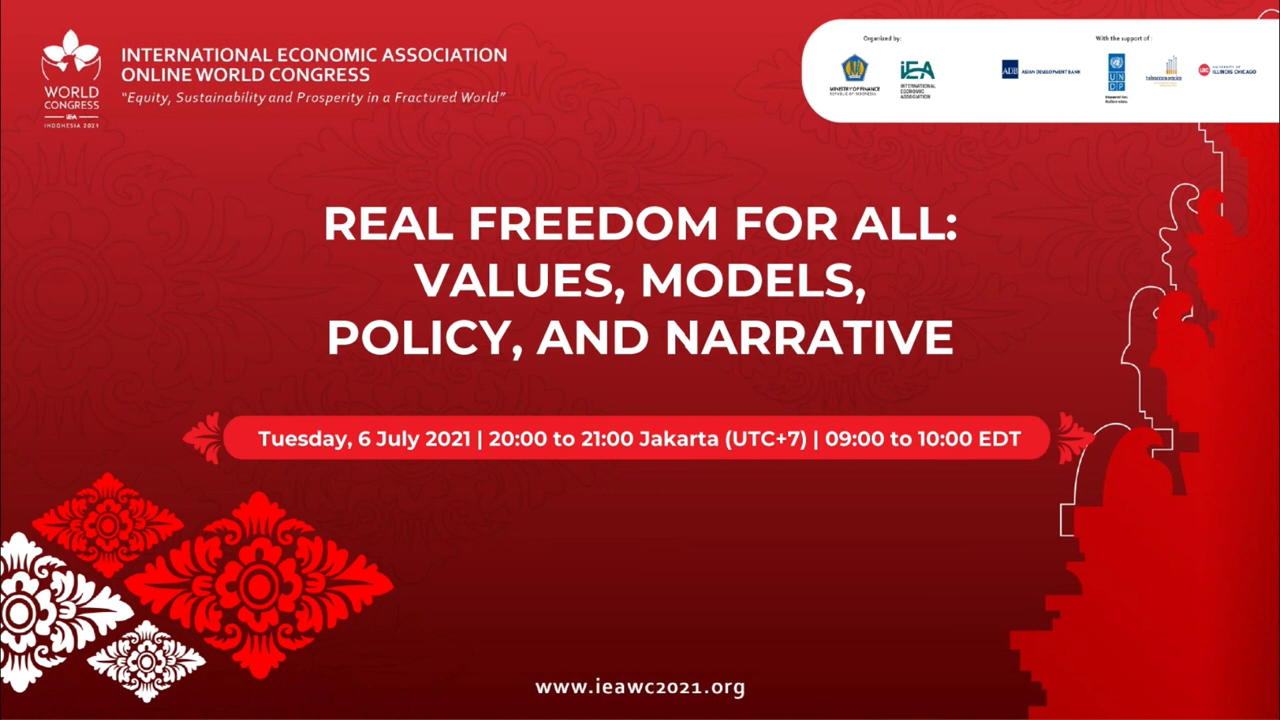 INTERNATIONAL ECONOMIC ASSOCIATION
ONLINE WORLD CONGRESS
"Equity, Sustainability and Prosperity in a Fractured World"
WORLD
CONGRESS
IEA
INDONESIA 2021
Organized by:
With the support of :
MINISTRY OF FINANCE
REPUBLIC OF INDONESIA
iEA
INTERNATIONAL
ECONOMIC
ASSOCIATION
ADB
ASIAN DEVELOPMENT BANK
UN
DP
UIC
UNIVERSITY OF
ILLINOIS CHICAGO
REAL FREEDOM FOR ALL:
VALUES, MODELS,
POLICY, AND NARRATIVE
Tuesday, 6 July 2021 | 20:00 to 21:00 Jakarta (UTC+7) | 09:00 to 10:00 EDT
www.ieawc2021.org